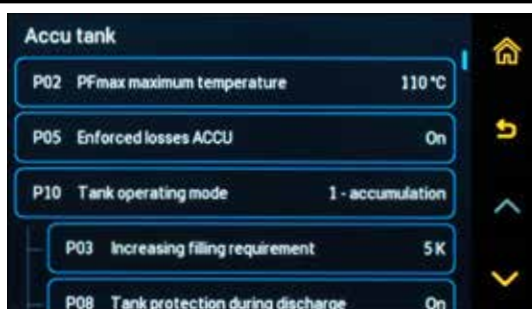 Accu tank
P02 PFmax maximum temperature 110 °C
P05 Enforced losses ACCU On
P10 Tank operating mode 1 - accumulation
P03 Increasing filling requirement 5 K
P08 Tank protection during discharge On